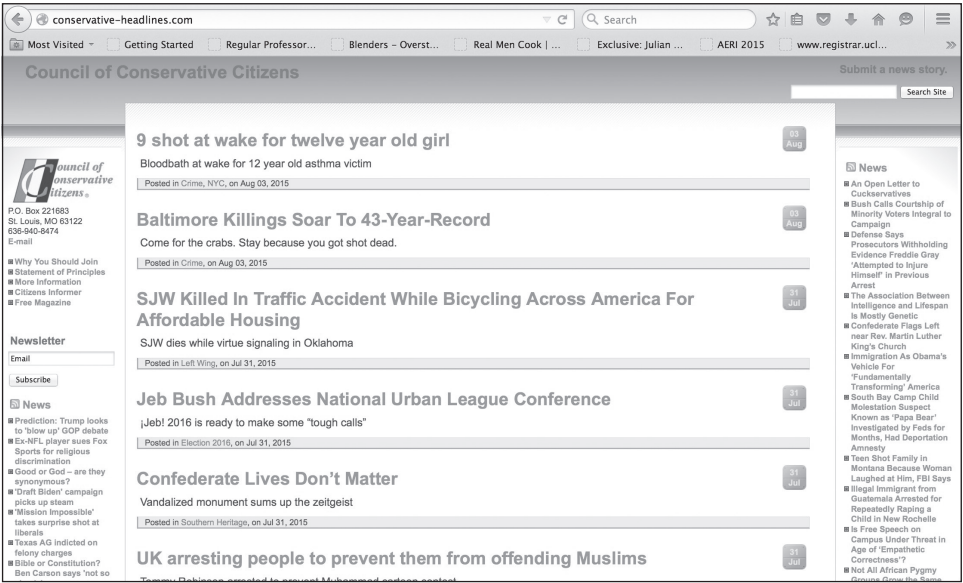 conservative-headlines.com
Search
Most Visited
Getting Started
Regular Professor...
Blenders – Overst...
Real Men Cook | ...
Exclusive: Julian ...
AERI 2015
www.registrar.ucl...
Council of Conservative Citizens
Submit a news story.
Search Site
Council of
Conservative
Citizens
P.O. Box 221683
St. Louis, MO 63122
636-940-8474
E-mail
Why You Should Join
Statement of Principles
More Information
Citizens Informer
Free Magazine
Newsletter
Email
Subscribe
News
Prediction: Trump looks
to 'blow up' GOP debate
Ex-NFL player sues Fox
Sports for religious
discrimination
Good or God – are they
synonymous?
'Draft Biden' campaign
picks up steam
'Mission Impossible'
takes surprise shot at
liberals
Texas AG indicted on
felony charges
Bible or Constitution?
Ben Carson says 'not so
9 shot at wake for twelve year old girl
03
Aug
Bloodbath at wake for 12 year old asthma victim
Posted in Crime, NYC, on Aug 03, 2015
Baltimore Killings Soar To 43-Year-Record
03
Aug
Come for the crabs. Stay because you got shot dead.
Posted in Crime, on Aug 03, 2015
SJW Killed In Traffic Accident While Bicycling Across America For
Affordable Housing
31
Jul
SJW dies while virtue signaling in Oklahoma
Posted in Left Wing, on Jul 31, 2015
Jeb Bush Addresses National Urban League Conference
31
Jul
¡Jeb! 2016 is ready to make some "tough calls"
Posted in Election 2016, on Jul 31, 2015
Confederate Lives Don't Matter
31
Jul
Vandalized monument sums up the zeitgeist
Posted in Southern Heritage, on Jul 31, 2015
UK arresting people to prevent them from offending Muslims
31
Jul
Tommy Robinson arrested to prevent Muhammad cartoon contest
News
An Open Letter to
Cuckservatives
Bush Calls Courtship of
Minority Voters Integral to
Campaign
Defense Says
Prosecutors Withholding
Evidence Freddie Gray
'Attempted to Injure
Himself' in Previous
Arrest
The Association Between
Intelligence and Lifespan
Is Mostly Genetic
Confederate Flags Left
near Rev. Martin Luther
King's Church
Immigration As Obama's
Vehicle For
'Fundamentally
Transforming' America
South Bay Camp Child
Molestation Suspect
Known as 'Papa Bear'
Investigated by Feds for
Months, Had Deportation
Amnesty
Teen Shot Family in
Montana Because Woman
Laughed at Him, FBI Says
Illegal Immigrant from
Guatemala Arrested for
Repeatedly Raping a
Child in New Rochelle
Is Free Speech on
Campus Under Threat in
Age of 'Empathetic
Correctness'?
Not All African Pygmy
Groups Grow the Same